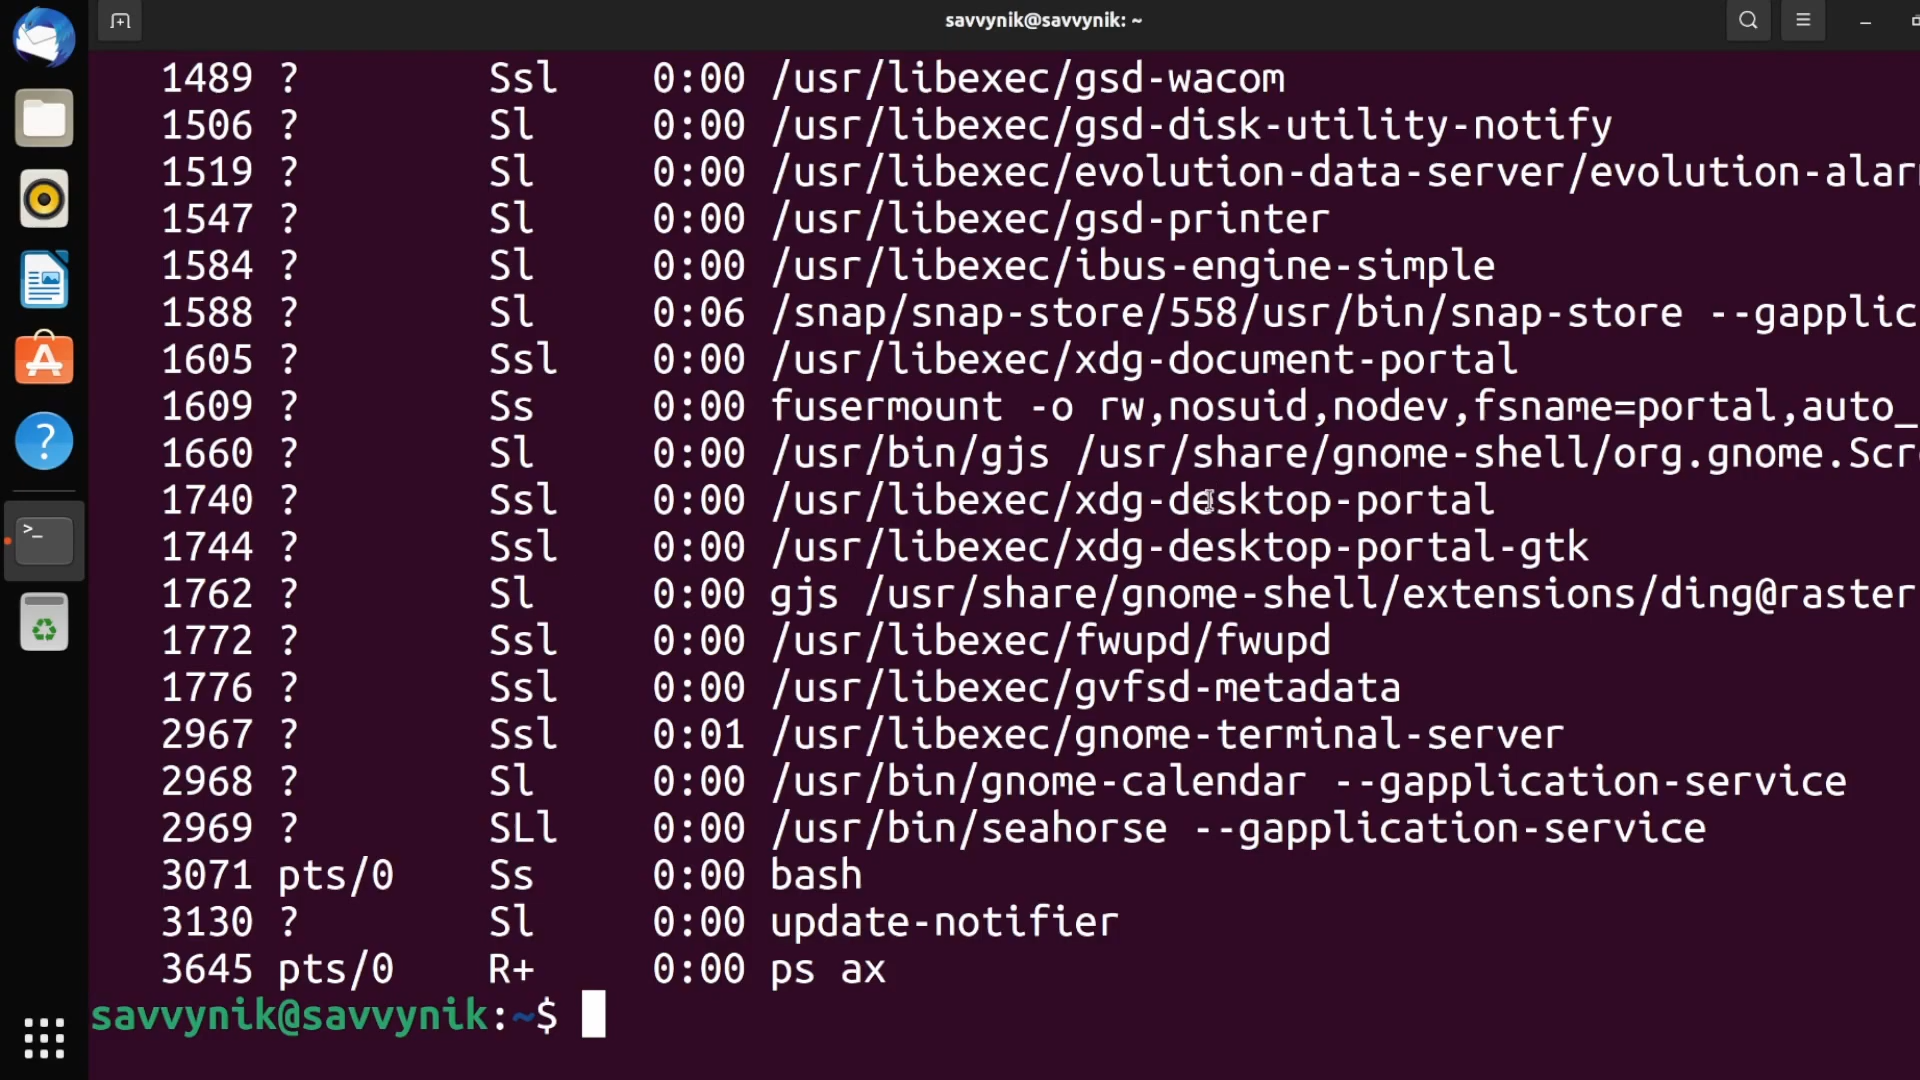 savvynik@savvynik: ~
1489 ? Ssl 0:00 /usr/libexec/gsd-wacom
1506 ? Sl 0:00 /usr/libexec/gsd-disk-utility-notify
1519 ? Sl 0:00 /usr/libexec/evolution-data-server/evolution-alar
1547 ? Sl 0:00 /usr/libexec/gsd-printer
1584 ? Sl 0:00 /usr/libexec/ibus-engine-simple
1588 ? Sl 0:06 /snap/snap-store/558/usr/bin/snap-store --gapplic
1605 ? Ssl 0:00 /usr/libexec/xdg-document-portal
1609 ? Ss 0:00 fusermount -o rw,nosuid,nodev,fsname=portal,auto_
1660 ? Sl 0:00 /usr/bin/gjs /usr/share/gnome-shell/org.gnome.Scr
1740 ? Ssl 0:00 /usr/libexec/xdg-desktop-portal
1744 ? Ssl 0:00 /usr/libexec/xdg-desktop-portal-gtk
1762 ? Sl 0:00 gjs /usr/share/gnome-shell/extensions/ding@raster
1772 ? Ssl 0:00 /usr/libexec/fwupd/fwupd
1776 ? Ssl 0:00 /usr/libexec/gvfsd-metadata
2967 ? Ssl 0:01 /usr/libexec/gnome-terminal-server
2968 ? Sl 0:00 /usr/bin/gnome-calendar --gapplication-service
2969 ? SLl 0:00 /usr/bin/seahorse --gapplication-service
3071 pts/0 Ss 0:00 bash
3130 ? Sl 0:00 update-notifier
3645 pts/0 R+ 0:00 ps ax
savvynik@savvynik:~$